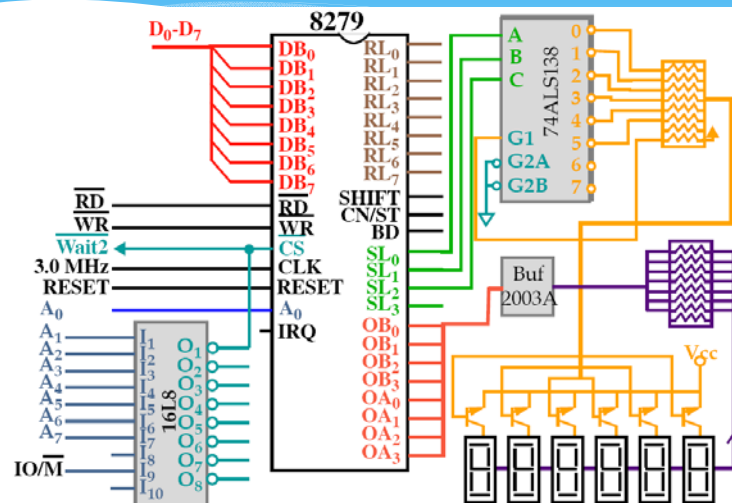 8279
D0-D7
DB0
DB1
DB2
DB3
DB4
DB5
DB6
DB7
RD
WR
CS
CLK
RESET
A0
IRQ
RD
WR
Wait2
3.0 MHz
RESET
A0
A1
A2
A3
A4
A5
A6
A7
IO/M
I1
I2
I3
I4
I5
I6
I7
I8
I9
I10
16L8
O1
O2
O3
O4
O5
O6
O7
O8
RL0
RL1
RL2
RL3
RL4
RL5
RL6
RL7
SHIFT
CN/ST
BD
SL0
SL1
SL2
SL3
OB0
OB1
OB2
OB3
OA0
OA1
OA2
OA3
A
B
C
G1
G2A
G2B
74ALS138
0
1
2
3
4
5
6
7
Buf
2003A
Vcc